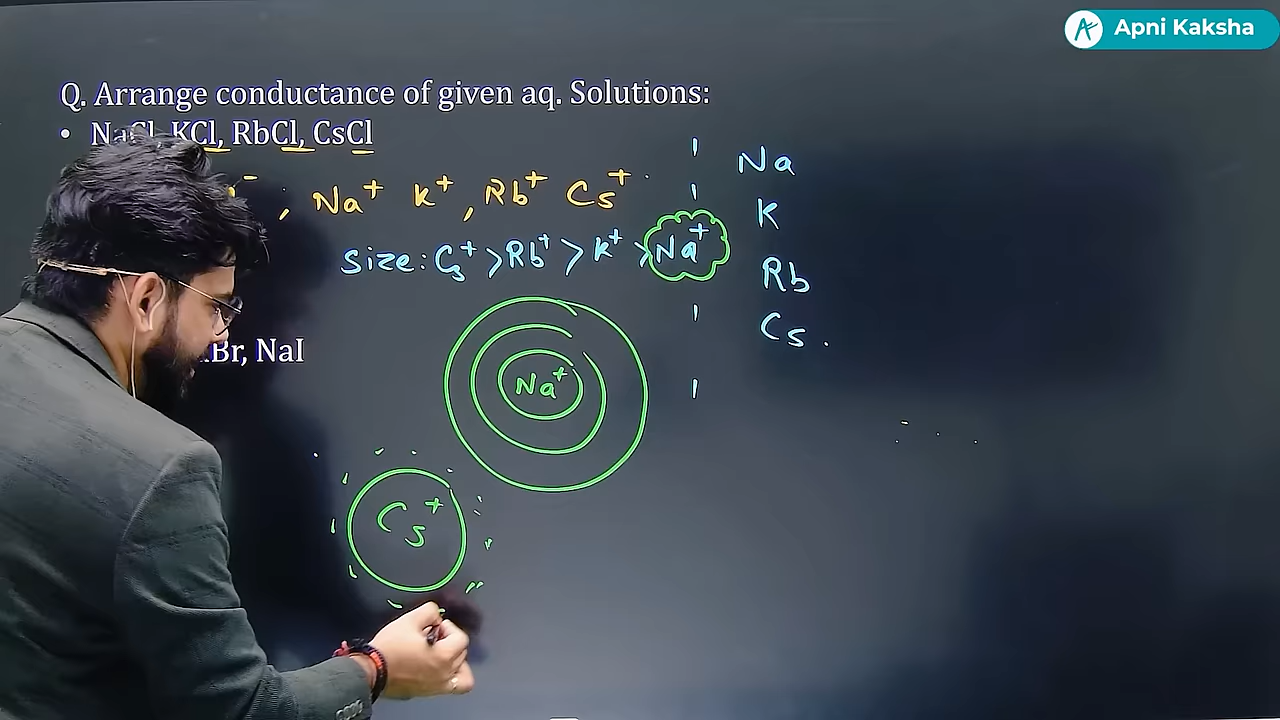 Apni Kaksha
Q. Arrange conductance of given aq. Solutions:
• NaCl, KCl, RbCl, CsCl
, Na⁺ K⁺, Rb⁺ Cs⁺
Size: Cs⁺ > Rb⁺ > K⁺ > Na⁺
Na
K
Rb
Cs.
Br, NaI
Na⁺
Cs⁺